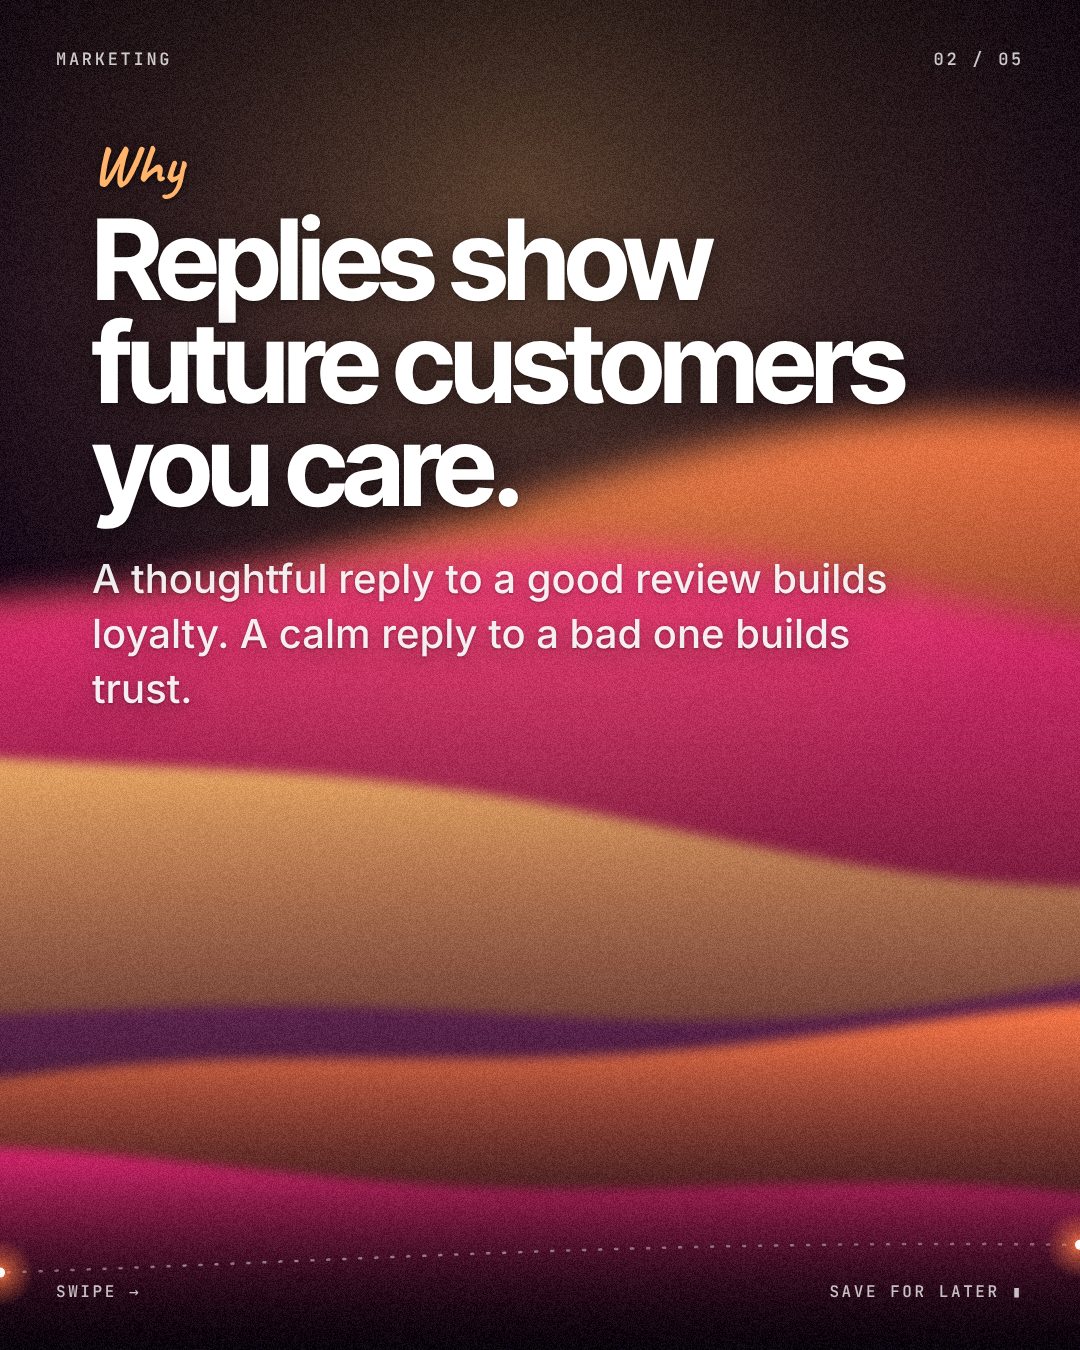 MARKETING
02 / 05
Why
Replies show
future customers
you care.
A thoughtful reply to a good review builds
loyalty. A calm reply to a bad one builds
trust.
SWIPE →
SAVE FOR LATER ▮